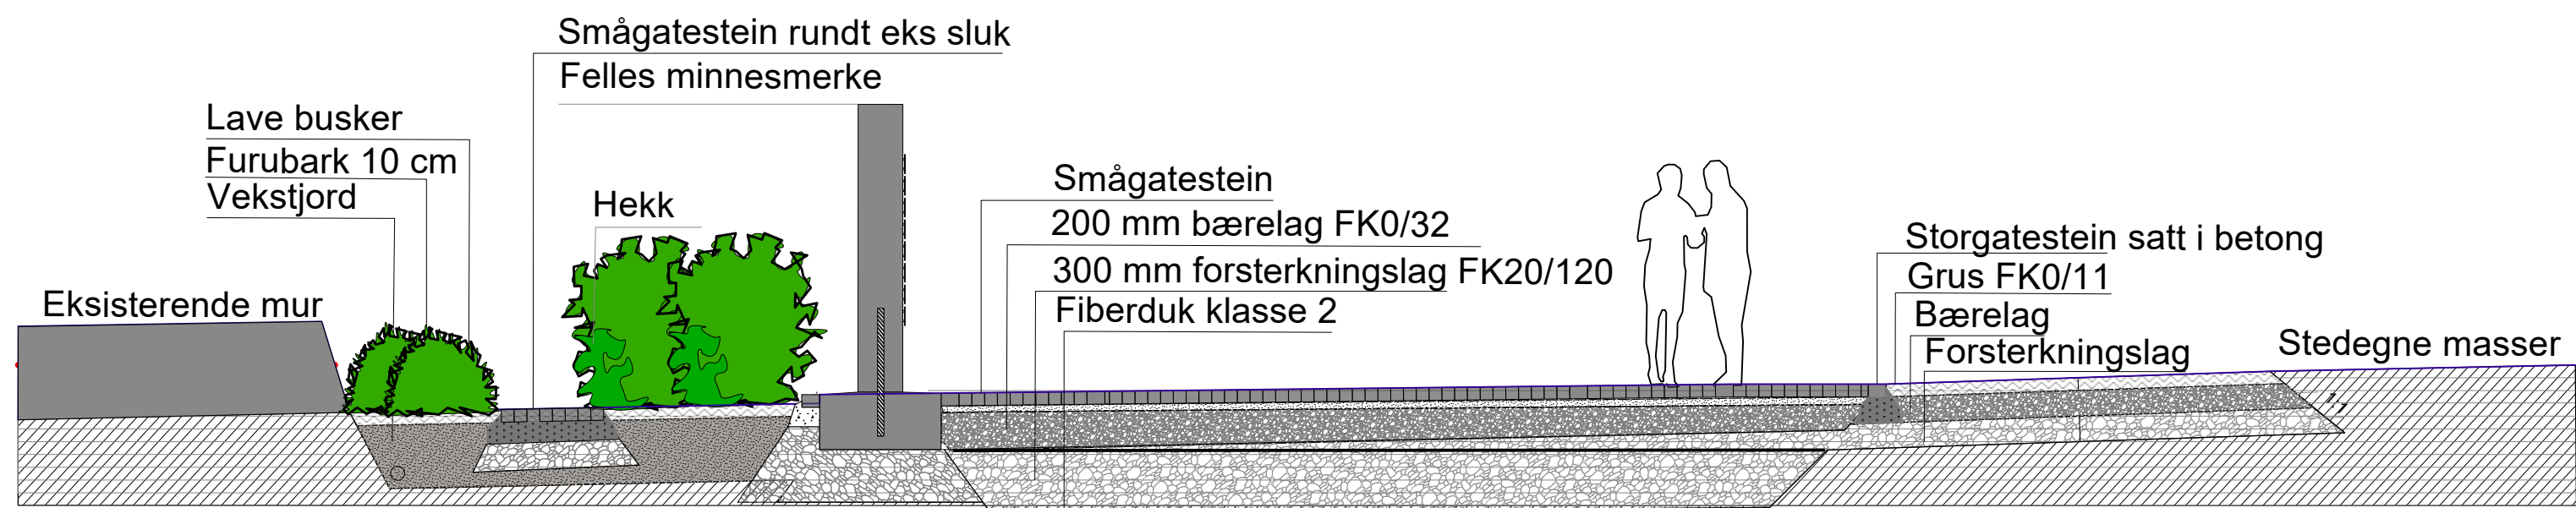 Smågatestein rundt eks sluk
Felles minnesmerke
Lave busker
Furubark 10 cm
Vekstjord
Hekk
Eksisterende mur
Smågatestein
200 mm bærelag FK0/32
300 mm forsterkningslag FK20/120
Fiberduk klasse 2
Storgatestein satt i betong
Grus FK0/11
Bærelag
Forsterkningslag
Stedegne masser
1:1